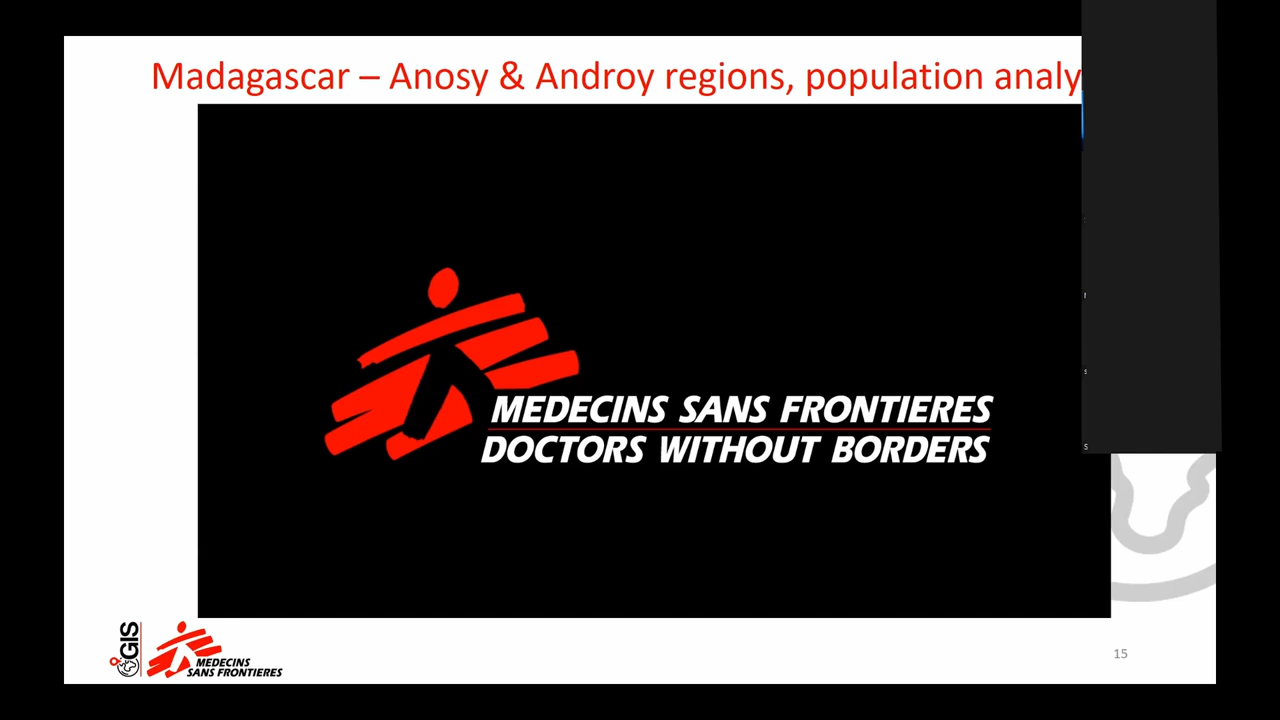 Madagascar – Anosy & Androy regions, population analy
MEDECINS SANS FRONTIERES
DOCTORS WITHOUT BORDERS
GIS
MEDECINS
SANS FRONTIERES
15